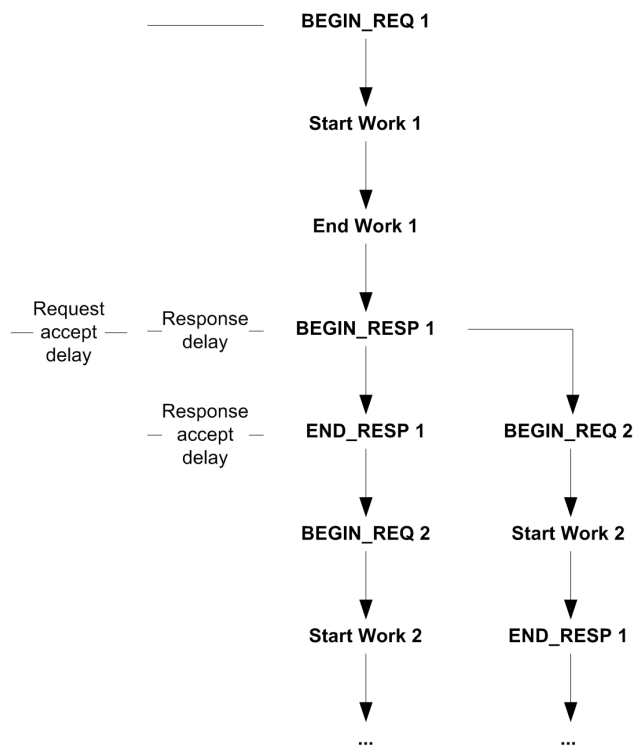 BEGIN_REQ 1
Start Work 1
End Work 1
Request
accept
delay
Response
delay
BEGIN_RESP 1
Response
accept
delay
END_RESP 1
BEGIN_REQ 2
BEGIN_REQ 2
Start Work 2
Start Work 2
END_RESP 1
...
...